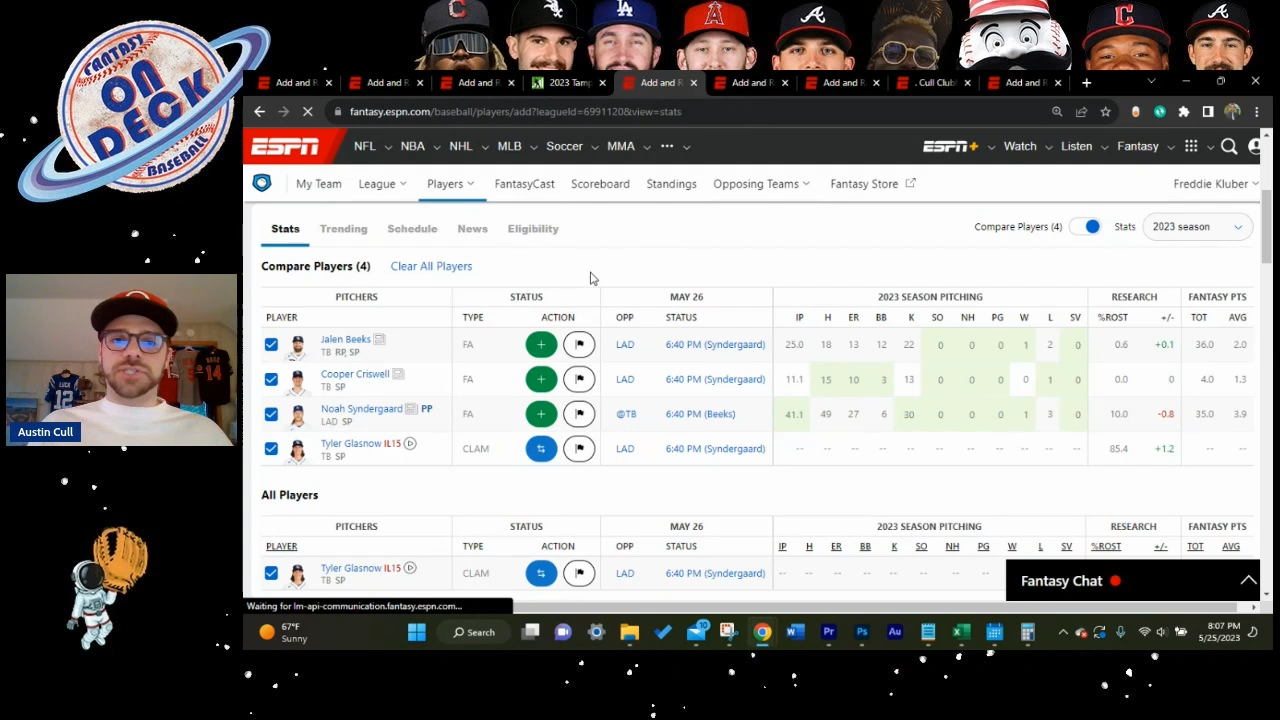 FANTASY
ON
DECK
BASEBALL
Add and R
Add and R
Add and R
2023 Tamp
Add and R
Add and R
Add and R
. Cull Club
Add and R
fantasy.espn.com/baseball/players/add?leagueId=6991120&view=stats
ESPN NFL NBA NHL MLB Soccer MMA ESPN+ Watch Listen Fantasy
My Team League Players FantasyCast Scoreboard Standings Opposing Teams Fantasy Store Freddie Kluber
Stats Trending Schedule News Eligibility Compare Players (4) Stats 2023 season
Compare Players (4) Clear All Players
PITCHERS STATUS MAY 26 2023 SEASON PITCHING RESEARCH FANTASY PTS
PLAYER TYPE ACTION OPP STATUS IP H ER BB K SO NH PG W L SV %ROST +/- TOT AVG
Jalen Beeks
TB RP, SP
FA LAD 6:40 PM (Syndergaard) 25.0 18 13 12 22 0 0 0 1 2 0 0.6 +0.1 36.0 2.0
Cooper Criswell
TB SP
FA LAD 6:40 PM (Syndergaard) 11.1 15 10 3 13 0 0 0 0 1 0 0.0 0 4.0 1.3
Noah Syndergaard PP
LAD SP
FA @TB 6:40 PM (Beeks) 41.1 49 27 6 30 0 0 0 1 3 0 10.0 -0.8 35.0 3.9
Tyler Glasnow IL15
TB SP
CLAM LAD 6:40 PM (Syndergaard) -- -- -- -- -- -- -- -- -- -- -- 85.4 +1.2 -- --
All Players
PITCHERS STATUS MAY 26 2023 SEASON PITCHING RESEARCH FANTASY PTS
PLAYER TYPE ACTION OPP STATUS IP H ER BB K SO NH PG W L SV %ROST +/- TOT AVG
Tyler Glasnow IL15
TB SP
CLAM LAD 6:40 PM (Syndergaard) -- -- -- -- -- -- --
Fantasy Chat
Waiting for lm-api-communication.fantasy.espn.com...
67°F
Sunny
Search
10
8:07 PM
5/25/2023
Austin Cull
LUCK
12
14